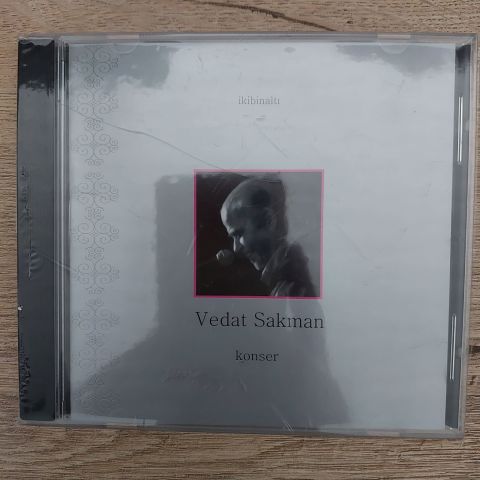 ikibinaltı
Vedat Sakman
konser